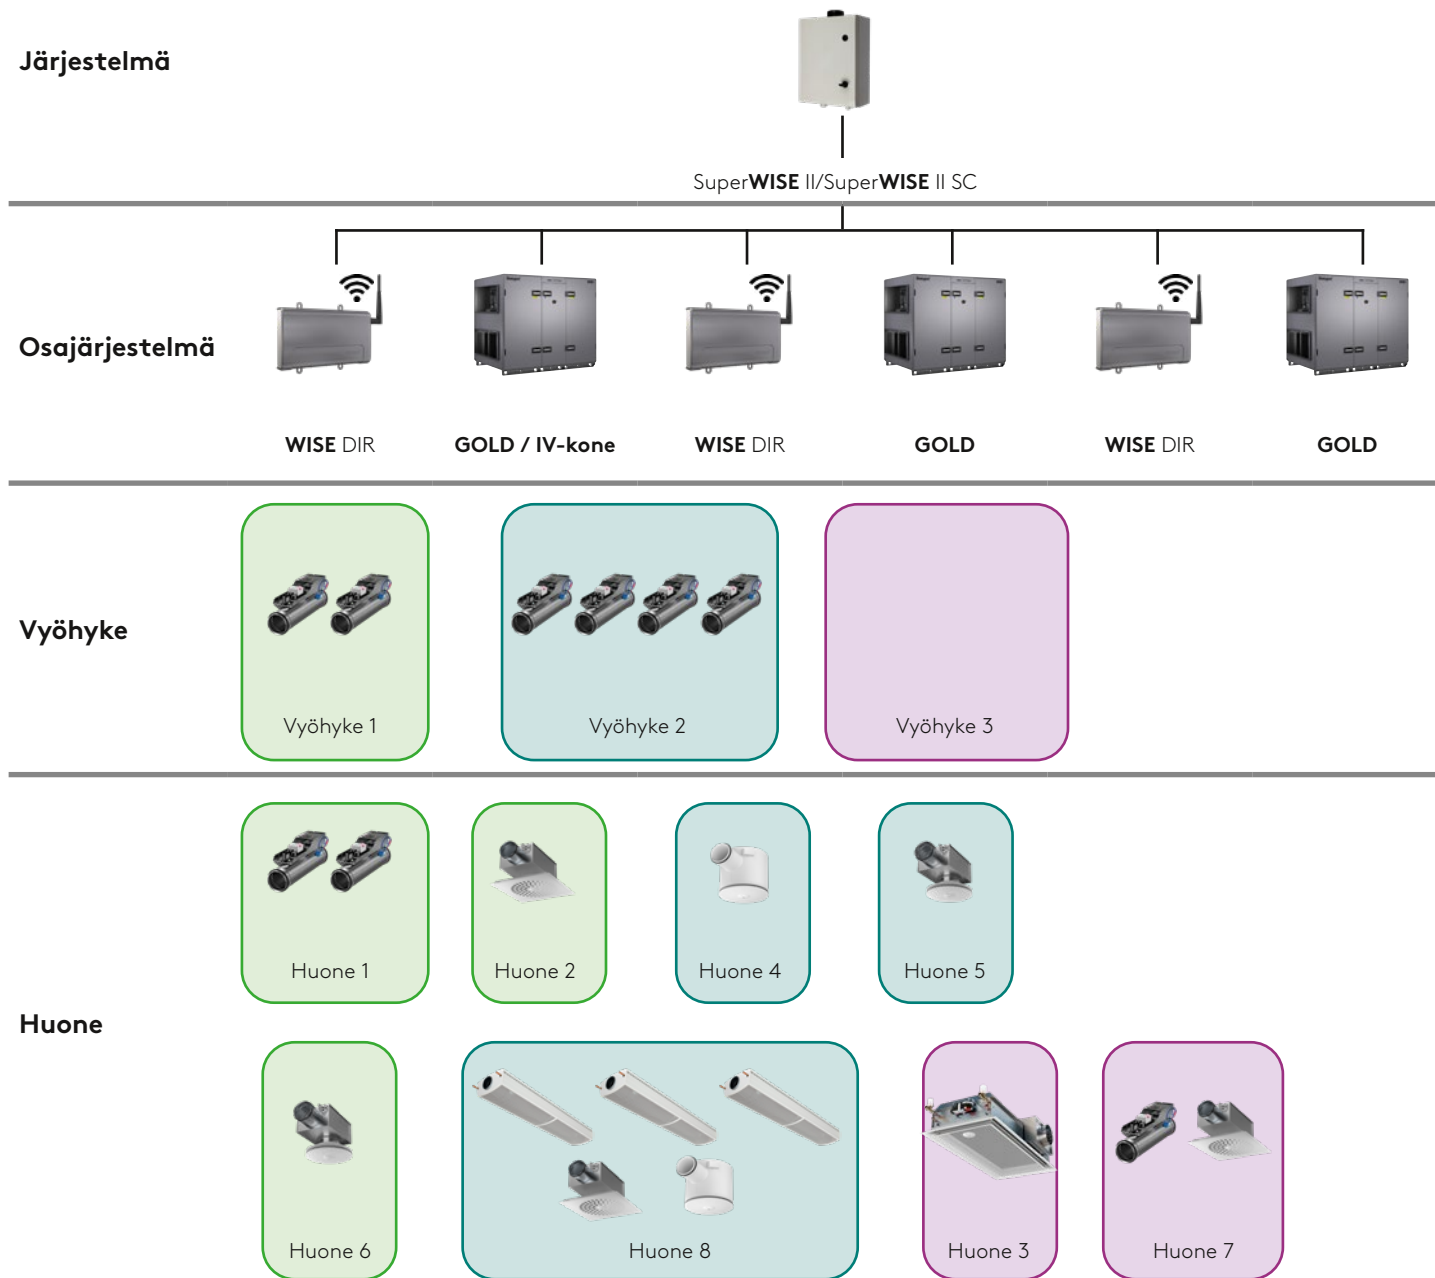 Järjestelmä
SuperWISE II/SuperWISE II SC
Osajärjestelmä
WISE DIR
GOLD / IV-kone
WISE DIR
GOLD
WISE DIR
GOLD
Vyöhyke
Vyöhyke 1
Vyöhyke 2
Vyöhyke 3
Huone 1
Huone 2
Huone 4
Huone 5
Huone
Huone 6
Huone 8
Huone 3
Huone 7